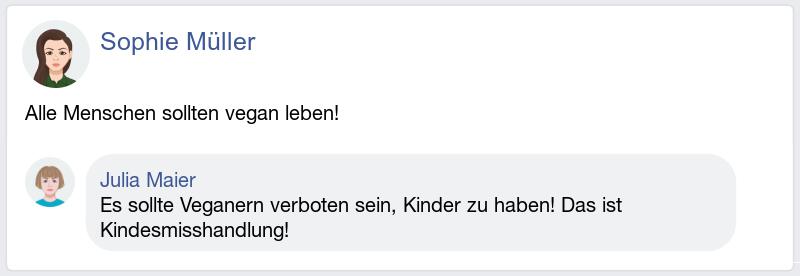 Sophie Müller
Alle Menschen sollten vegan leben!
Julia Maier
Es sollte Veganern verboten sein, Kinder zu haben! Das ist
Kindesmisshandlung!